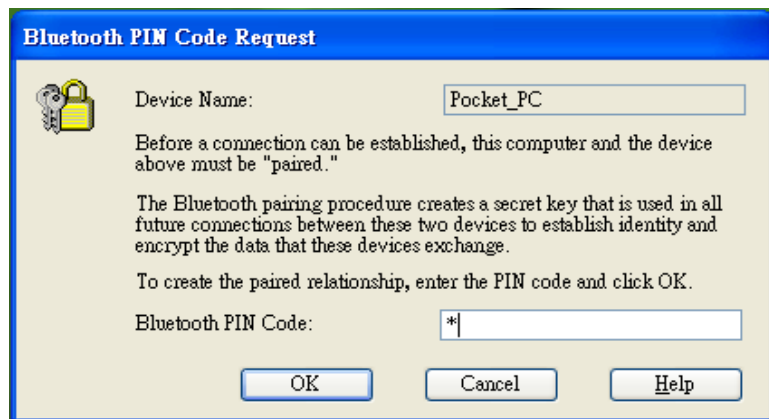 Bluetooth PIN Code Request
Device Name: Pocket_PC
Before a connection can be established, this computer and the device
above must be "paired."
The Bluetooth pairing procedure creates a secret key that is used in all
future connections between these two devices to establish identity and
encrypt the data that these devices exchange.
To create the paired relationship, enter the PIN code and click OK.
Bluetooth PIN Code: *
OK Cancel Help